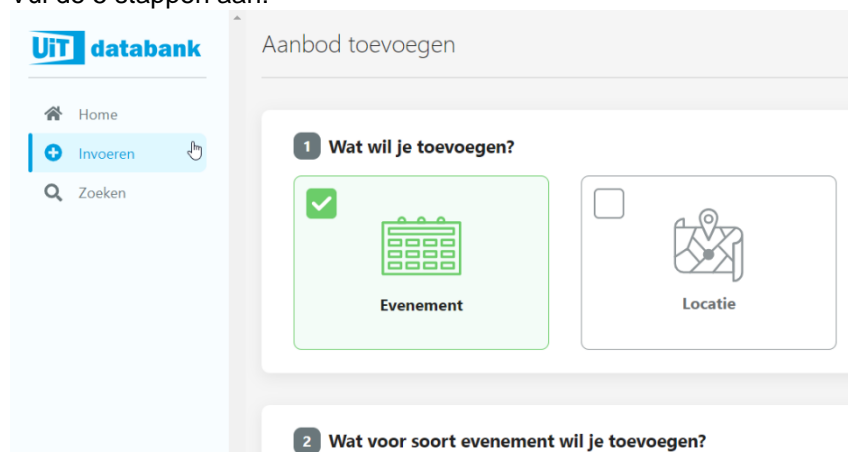 UiT databank
Aanbod toevoegen
Home
Invoeren
Zoeken
1 Wat wil je toevoegen?
Evenement
Locatie
2 Wat voor soort evenement wil je toevoegen?